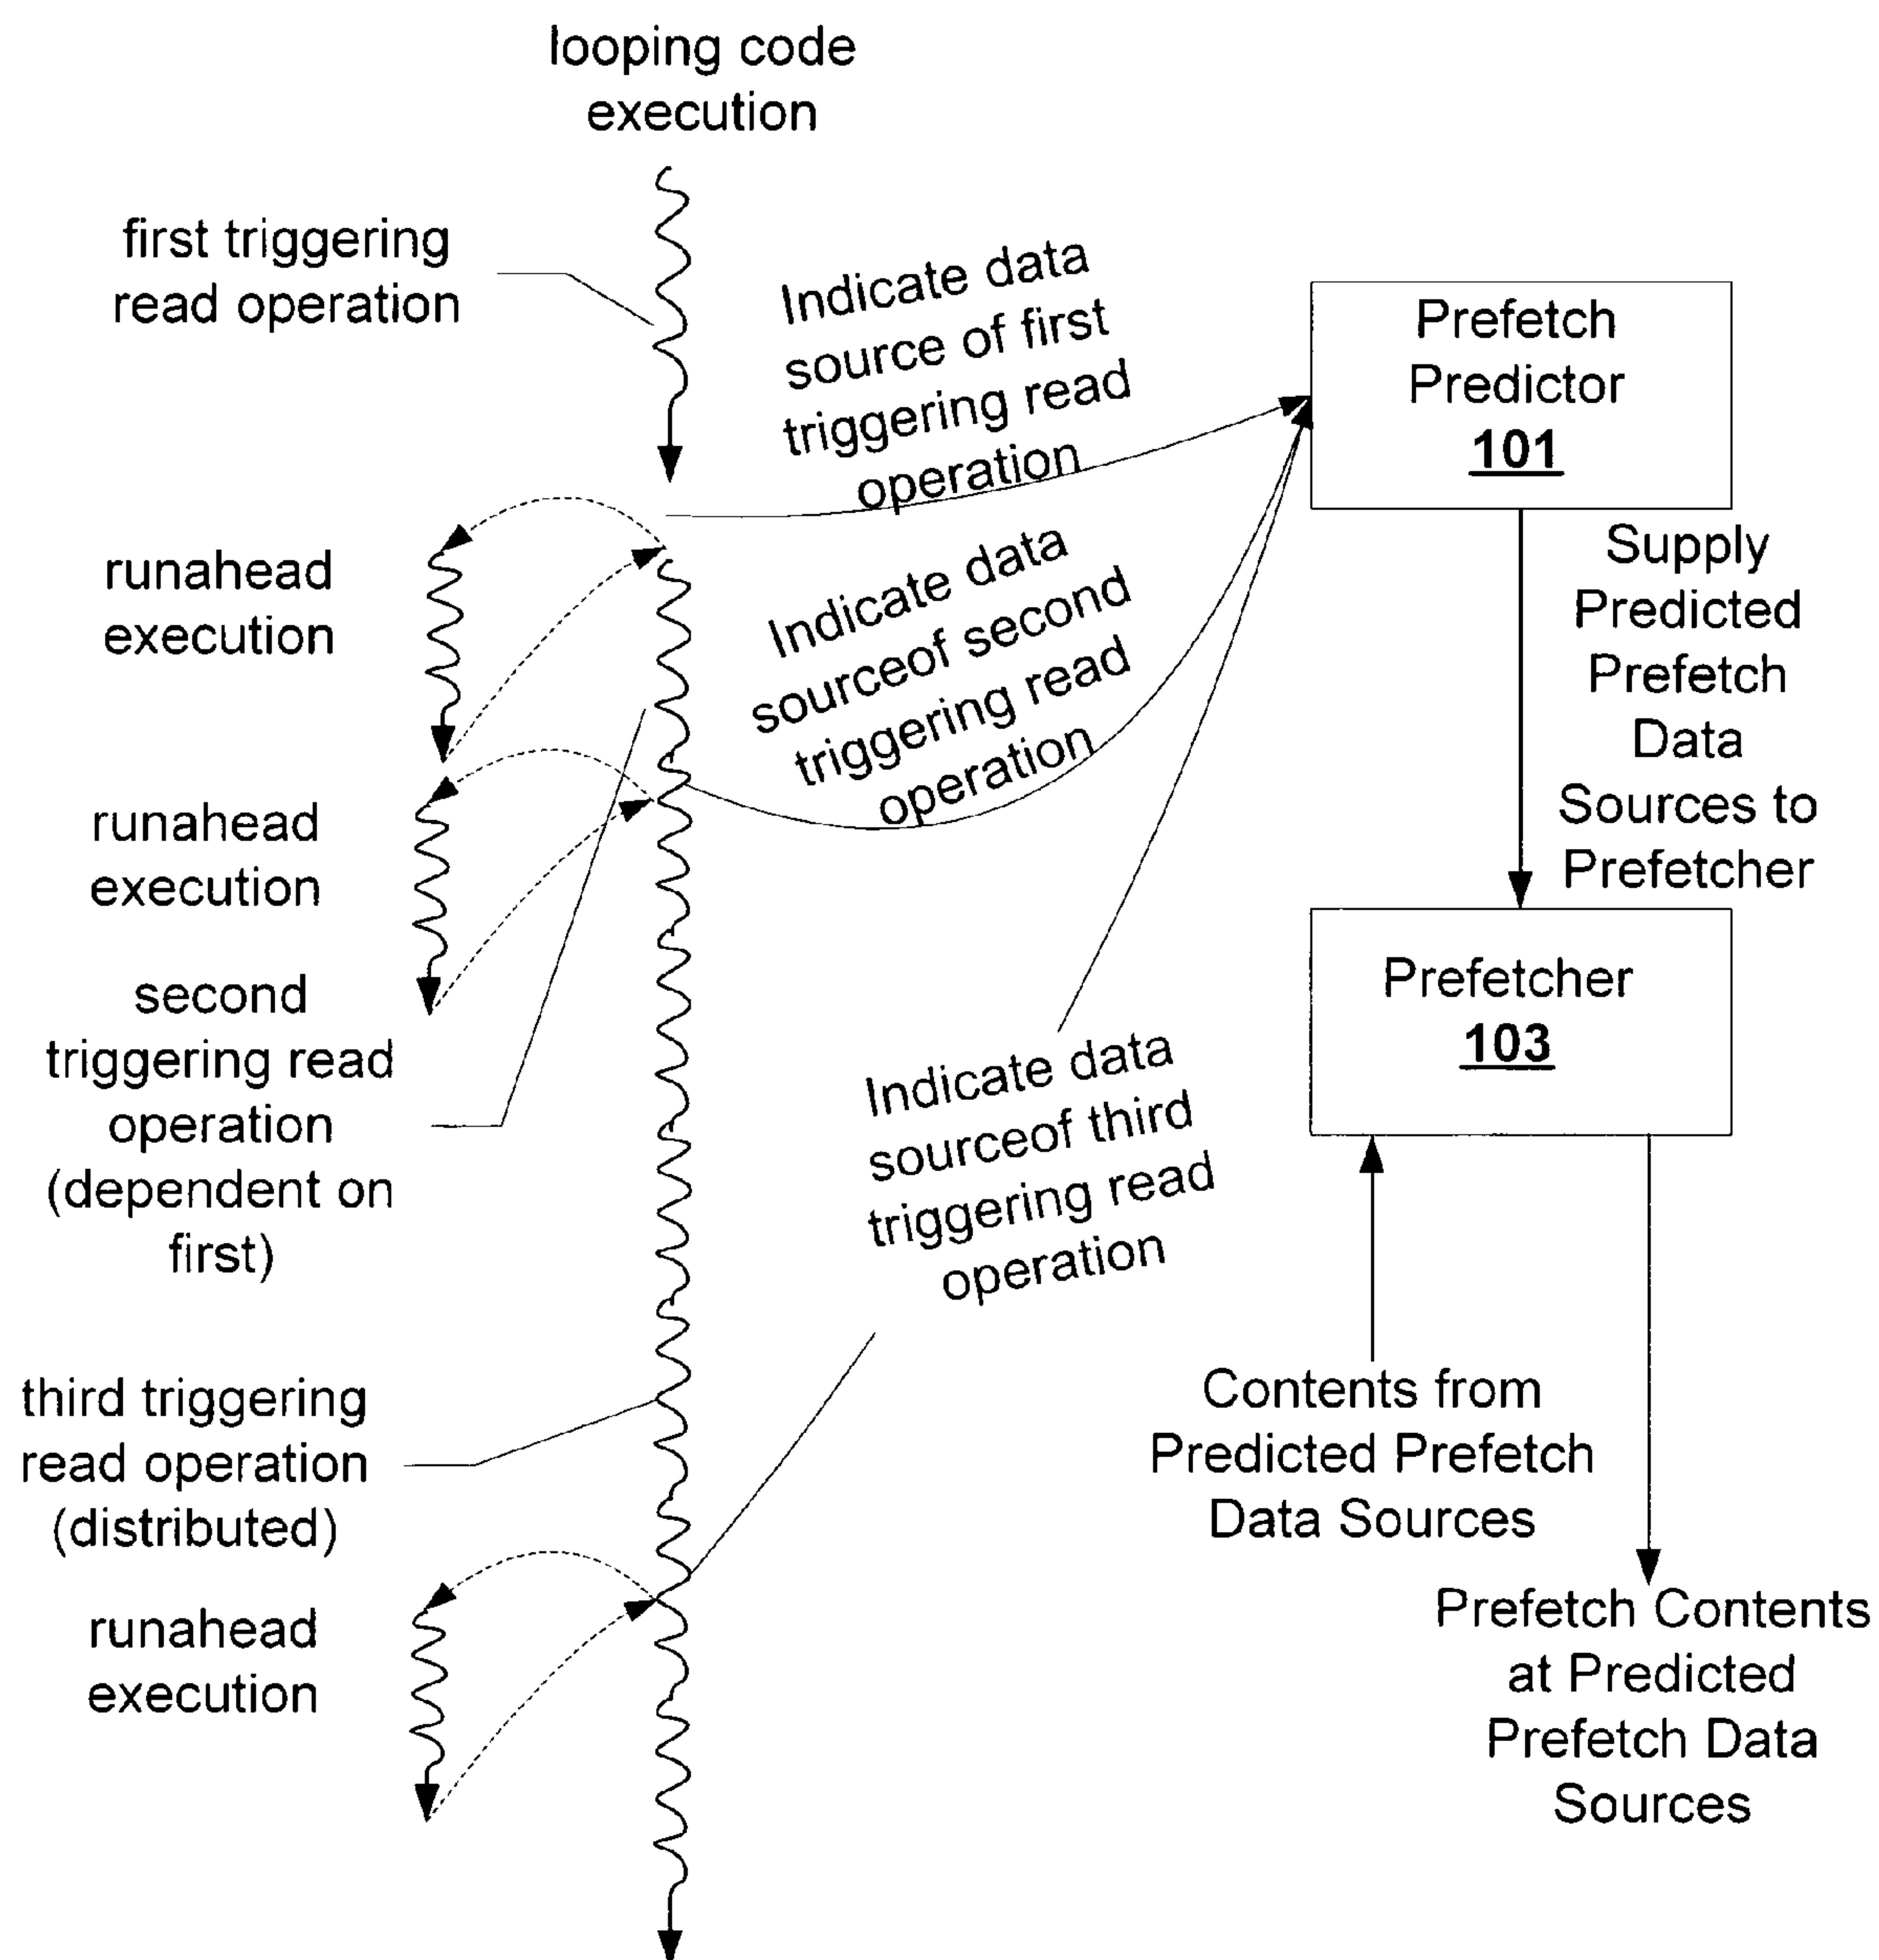 looping code
execution
first triggering
read operation
Indicate data
source of first
triggering read
operation
Prefetch
Predictor
101
runahead
execution
Indicate data
sourceof second
triggering read
operation
Supply
Predicted
Prefetch
Data
Sources to
Prefetcher
runahead
execution
second
triggering read
operation
(dependent on
first)
Prefetcher
103
Indicate data
sourceof third
triggering read
operation
third triggering
read operation
(distributed)
Contents from
Predicted Prefetch
Data Sources
runahead
execution
Prefetch Contents
at Predicted
Prefetch Data
Sources